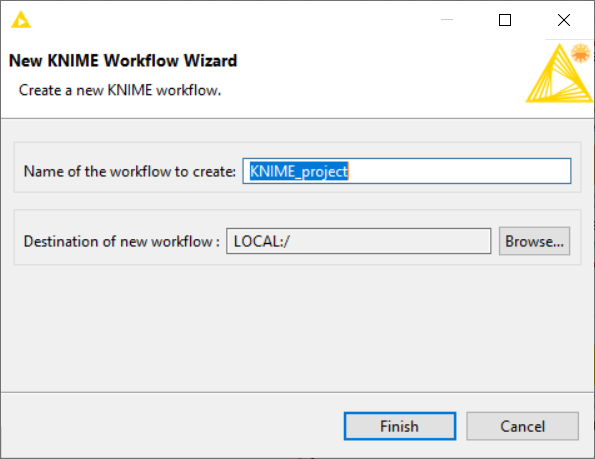 New KNIME Workflow Wizard
Create a new KNIME workflow.
Name of the workflow to create: KNIME_project
Destination of new workflow : LOCAL:/ Browse...
Finish Cancel